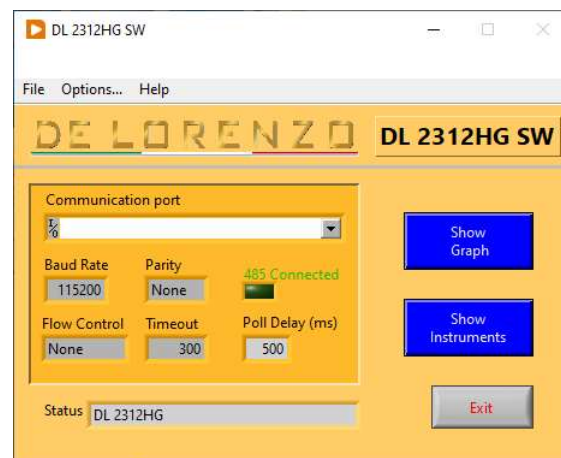 DL 2312HG SW
File Options... Help
DE LORENZO
DL 2312HG SW
Communication port
I/O
Baud Rate Parity 485 Connected
115200 None
Flow Control Timeout Poll Delay (ms)
None 300 500
Status DL 2312HG
Show
Graph
Show
Instruments
Exit